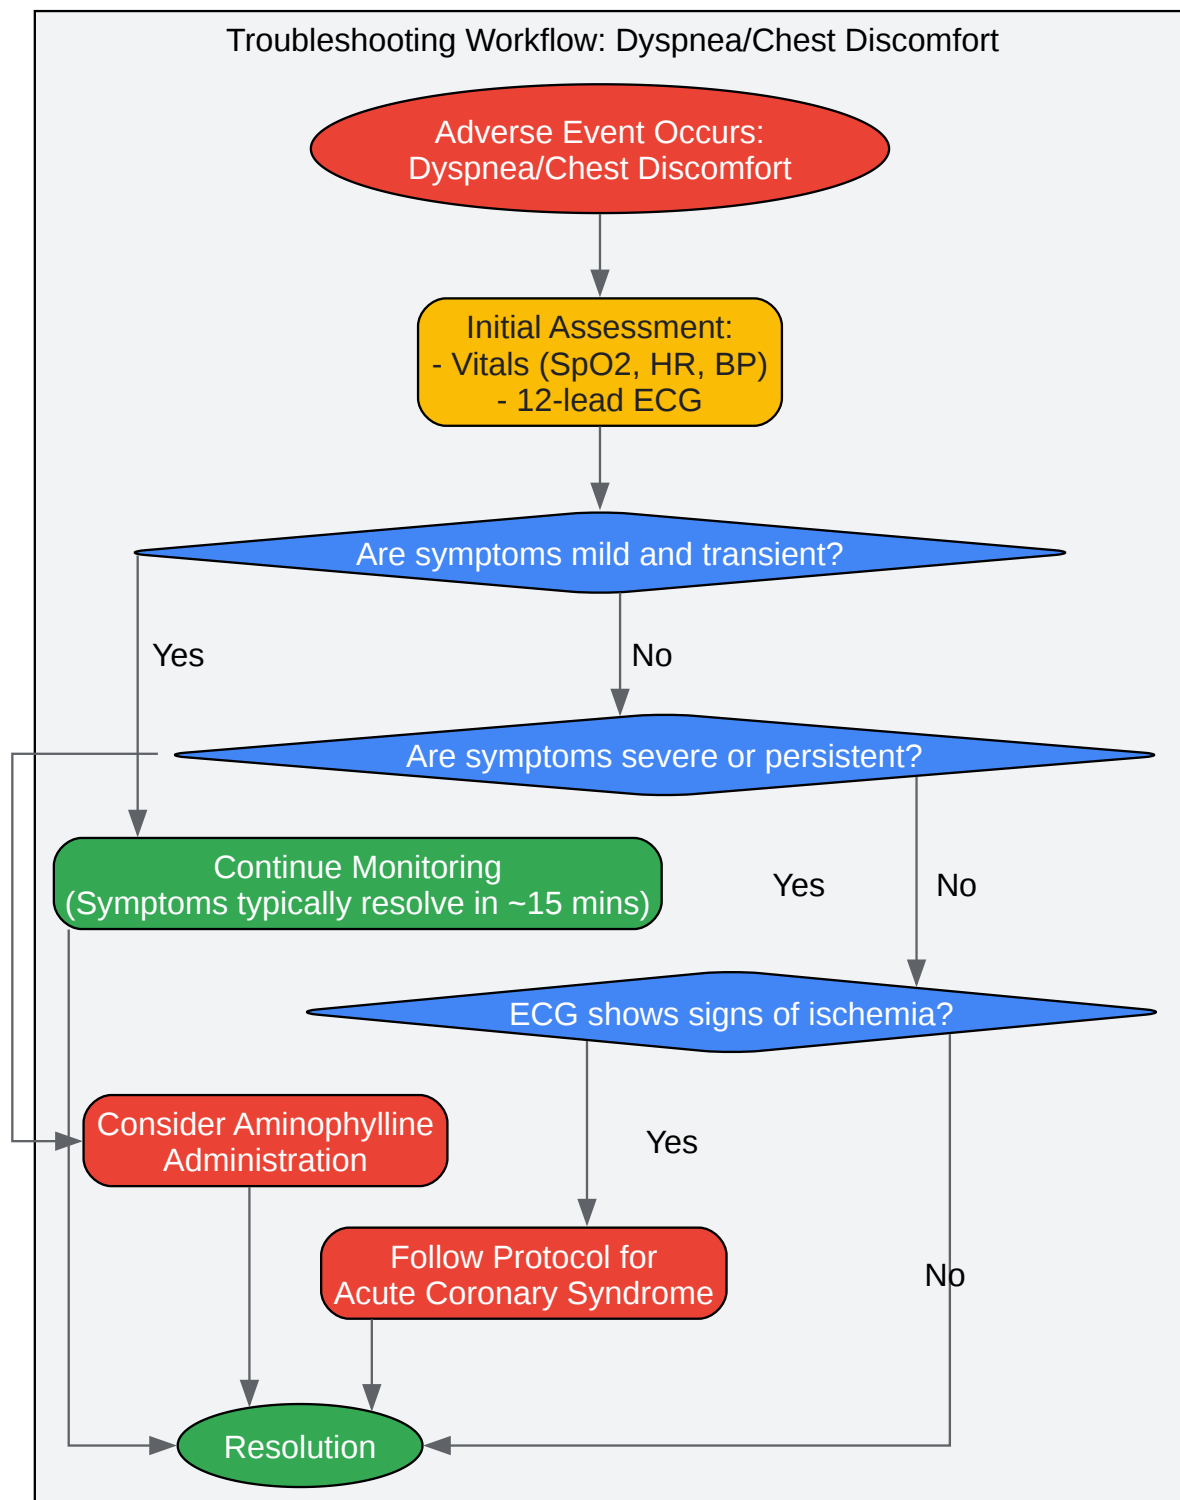 Troubleshooting Workflow: Dyspnea/Chest Discomfort
Adverse Event Occurs:
Dyspnea/Chest Discomfort
Initial Assessment:
- Vitals (SpO2, HR, BP)
- 12-lead ECG
Are symptoms mild and transient?
Yes
No
Are symptoms severe or persistent?
Continue Monitoring
(Symptoms typically resolve in ~15 mins)
Yes
No
ECG shows signs of ischemia?
Consider Aminophylline
Administration
Yes
Follow Protocol for
Acute Coronary Syndrome
No
Resolution